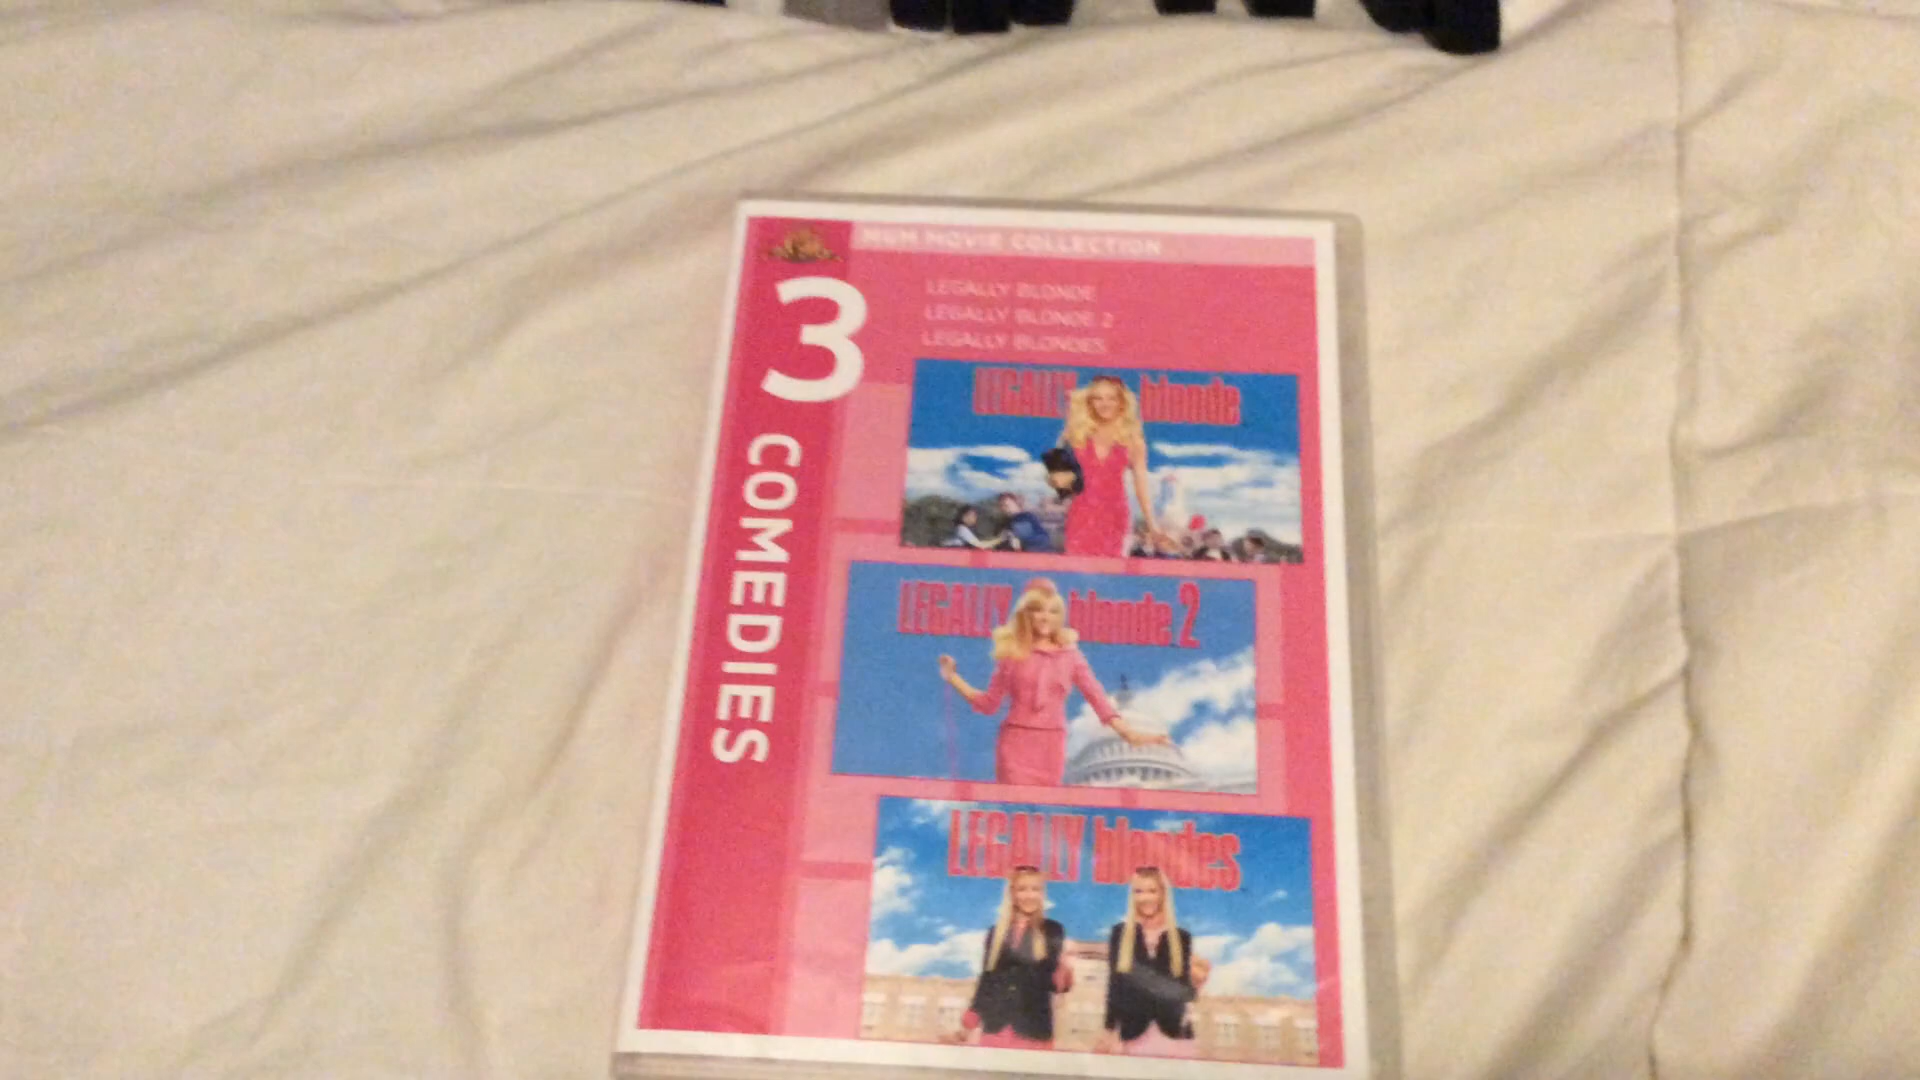 MGM MOVIE COLLECTION
3
COMEDIES
LEGALLY BLONDE
LEGALLY BLONDE 2
LEGALLY BLONDES
LEGALLY blonde
LEGALLY blonde 2
LEGALLY blondes